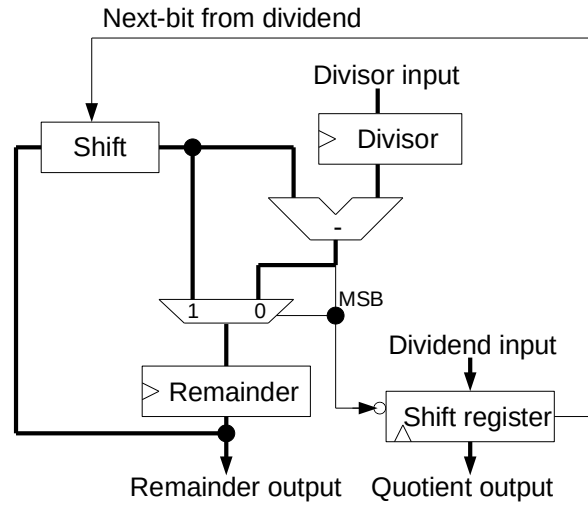 Next-bit from dividend
Divisor input
Shift
Divisor
-
MSB
1 0
Dividend input
Remainder
Shift register
Remainder output
Quotient output